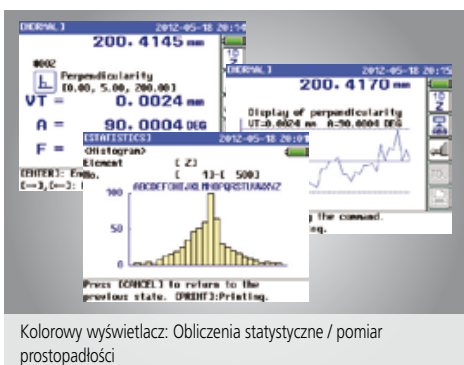 [NORMAL] 2012-05-18 20:14
200.4145 mm
#002
Perpendicularity
[0.00, 5.00, 200.00]
VT = 0.0024 mm
A = 90.0004 DEG
F =
[NORMAL] 2012-05-18 20:15
200.4170 mm
Display of perpendicularity
VT=0.0024 mm A=90.0004 DEG
the command.
[STATISTICS] 2012-05-18 20:01
<Histogram>
Element [ Z]
No. [ 1]-[ 500]
100
50
0
Press [CANCEL] to return to the
previous state. [PRINT]:Printing.
Kolorowy wyświetlacz: Obliczenia statystyczne / pomiar
prostopadłości